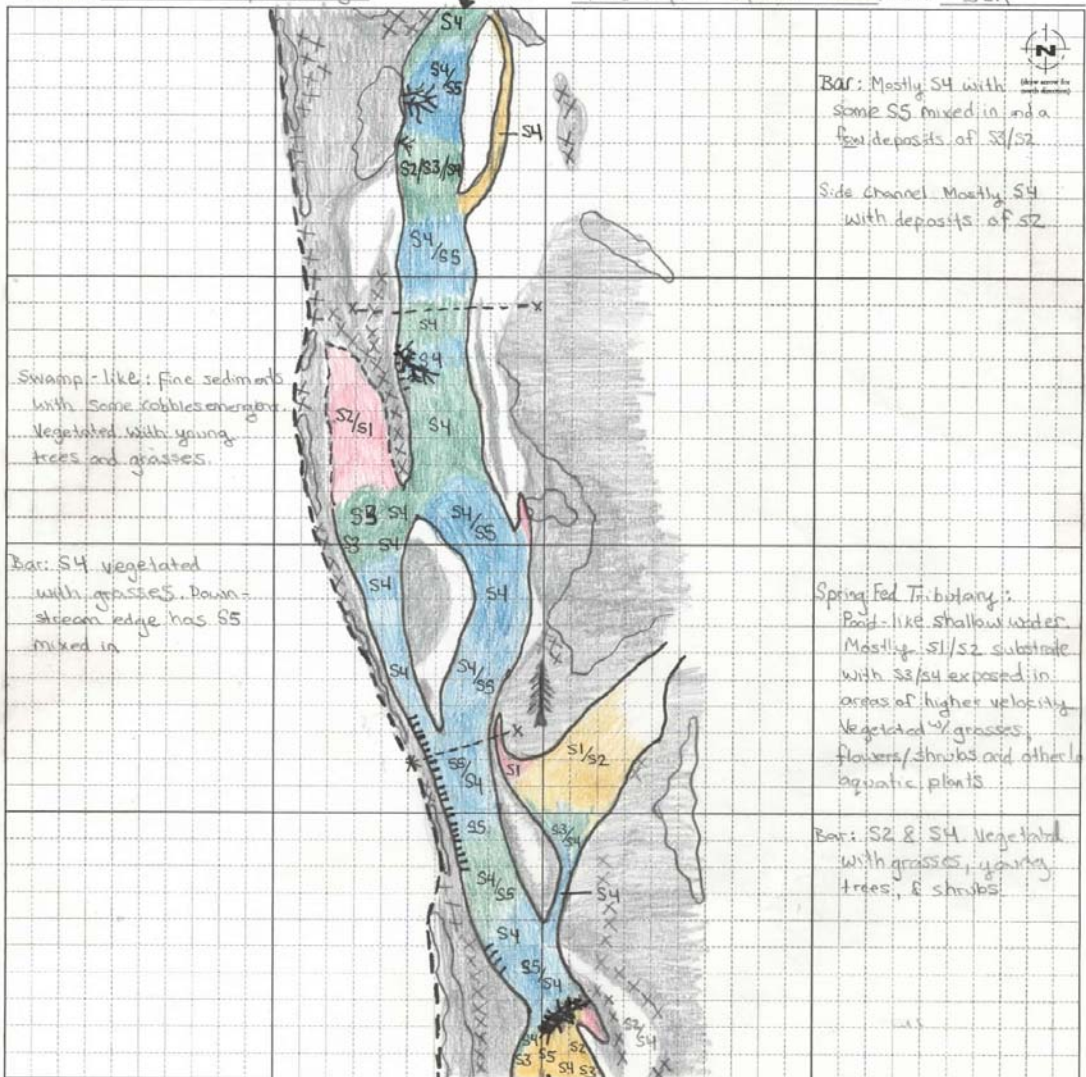 S4
N
S4/S5
Bar: Mostly S4 with
some S5 mixed in and a
few deposits of S3/S2
S4
S2/S3/S4
Side channel Mostly S4
with deposits of S2
S4/S5
S4
S4
Swamp-like: Fine sediments
with some cobbles
Vegetated with young
trees and grasses.
S2/S1
S4
S4
S4/S5
S3 S4
Bar: S4 vegetated
with grasses. Down-
stream edge has S5
mixed in
S4
S4
Spring Fed Tributary:
Pond-like shallow water.
Mostly S1/S2 substrate
with S3/S4 exposed in
areas of higher velocity
Vegetated w/ grasses,
flowers/shrubs and other
aquatic plants
S4
S4/S5
S1/S2
S1
S5/S4
S5
S3/S4
Bar: S2 & S4 Vegetated
with grasses, young
trees, & shrubs
S4/S5
S4
S4
S5/S4
S2/S4
S4
S3
S5
S2
S4 S3